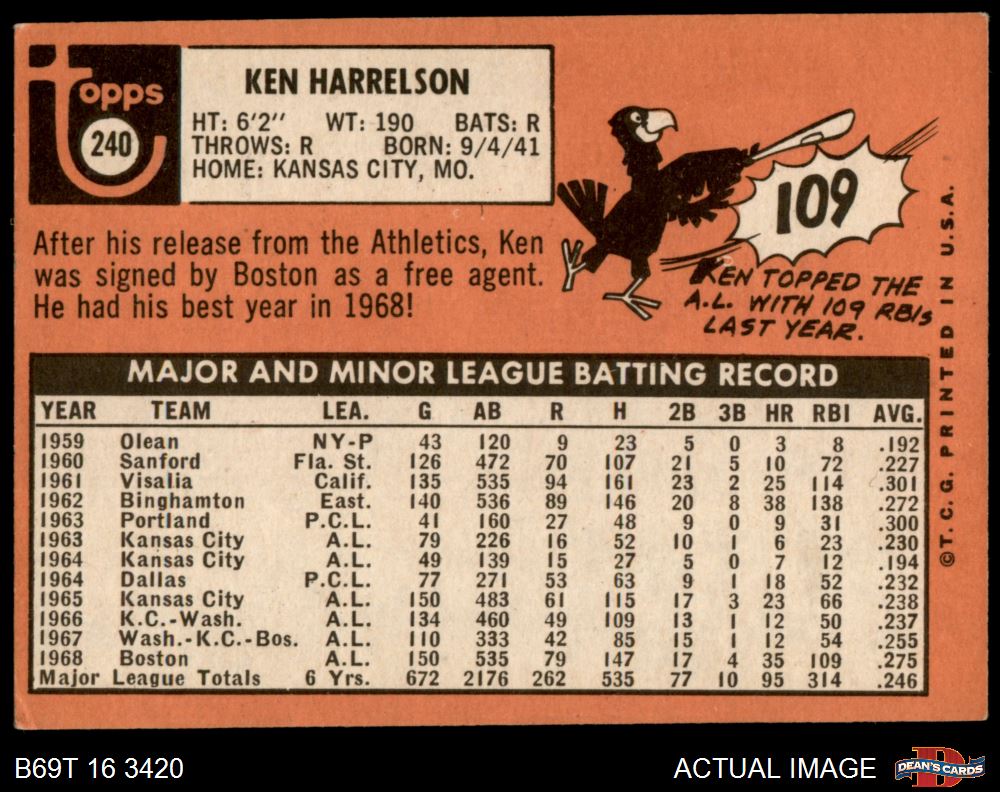 topps
240
KEN HARRELSON
HT: 6'2" WT: 190 BATS: R
THROWS: R BORN: 9/4/41
HOME: KANSAS CITY, MO.
After his release from the Athletics, Ken
was signed by Boston as a free agent.
He had his best year in 1968!
109
KEN TOPPED THE
A.L. WITH 109 RBIs
LAST YEAR.
©T.C.G. PRINTED IN U.S.A.
MAJOR AND MINOR LEAGUE BATTING RECORD
YEAR TEAM LEA. G AB R H 2B 3B HR RBI AVG.
1959 Olean NY-P 43 120 9 23 5 0 3 8 .192
1960 Sanford Fla. St. 126 472 70 107 21 5 10 72 .227
1961 Visalia Calif. 135 535 94 161 23 2 25 114 .301
1962 Binghamton East. 140 536 89 146 20 8 38 138 .272
1963 Portland P.C.L. 41 160 27 48 9 0 9 31 .300
1963 Kansas City A.L. 79 226 16 52 10 1 6 23 .230
1964 Kansas City A.L. 49 139 15 27 5 0 7 12 .194
1964 Dallas P.C.L. 77 271 53 63 9 1 18 52 .232
1965 Kansas City A.L. 150 483 61 115 17 3 23 66 .238
1966 K.C.-Wash. A.L. 134 460 49 109 13 1 12 50 .237
1967 Wash.-K.C.-Bos. A.L. 110 333 42 85 15 1 12 54 .255
1968 Boston A.L. 150 535 79 147 17 4 35 109 .275
Major League Totals 6 Yrs. 672 2176 262 535 77 10 95 314 .246
B69T 16 3420
ACTUAL IMAGE
D
DEAN'S CARDS